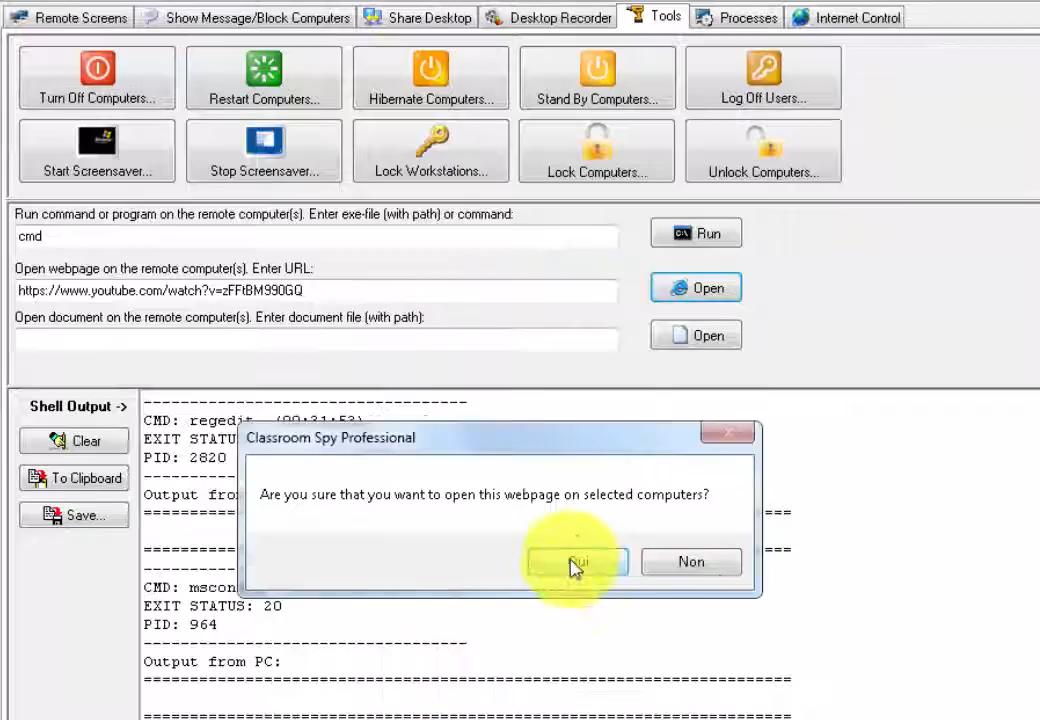 Remote Screens Show Message/Block Computers Share Desktop Desktop Recorder Tools Processes Internet Control
Turn Off Computers... Restart Computers... Hibernate Computers... Stand By Computers... Log Off Users...
Start Screensaver... Stop Screensaver... Lock Workstations... Lock Computers... Unlock Computers...
Run command or program on the remote computer(s). Enter exe-file (with path) or command:
cmd
Run
Open webpage on the remote computer(s). Enter URL:
https://www.youtube.com/watch?v=zFFtBM990GQ
Open
Open document on the remote computer(s). Enter document file (with path):
Open
Shell Output ->
Clear
To Clipboard
Save...
-----------------------------------
CMD: regedit (00:31:53)
EXIT STATU
PID: 2820
Output from
Classroom Spy Professional
Are you sure that you want to open this webpage on selected computers?
Oui Non
CMD: mscon
EXIT STATUS: 20
PID: 964
-----------------------------------
Output from PC:
======================================================================
======================================================================